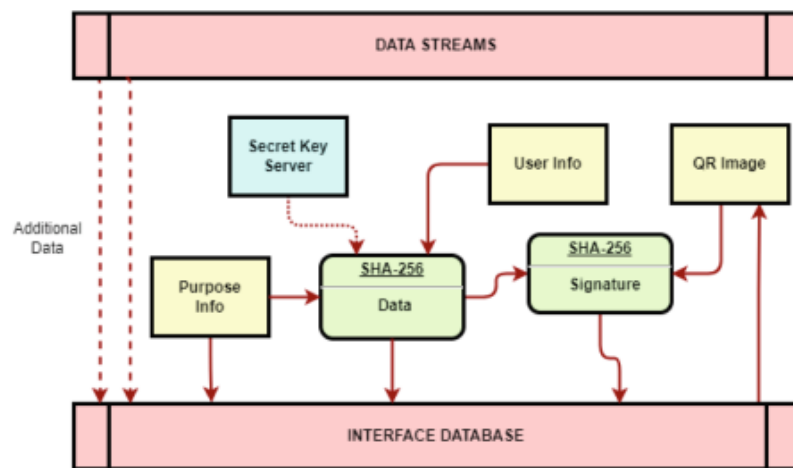 DATA STREAMS
Secret Key
Server
User Info
QR Image
Additional
Data
SHA-256
Signature
SHA-256
Data
Purpose
Info
INTERFACE DATABASE